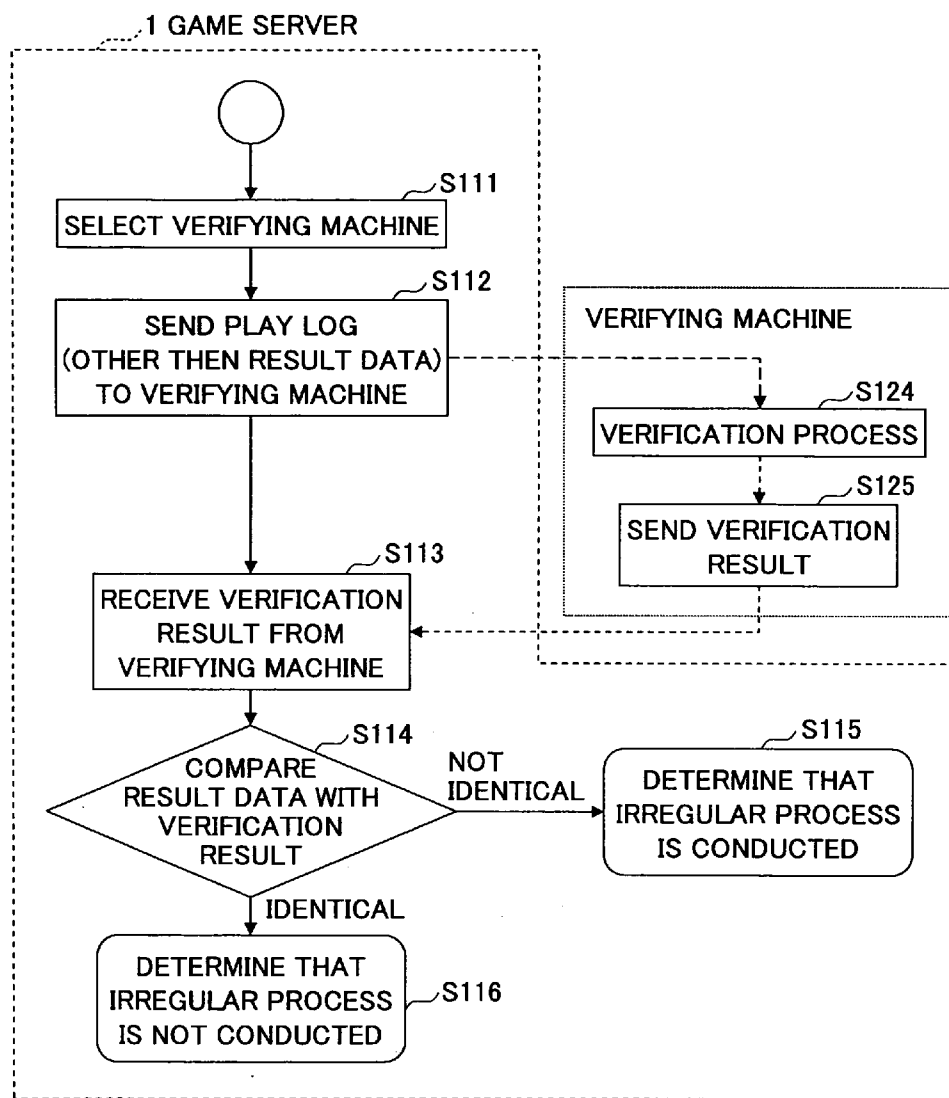 1 GAME SERVER
S111
SELECT VERIFYING MACHINE
S112
SEND PLAY LOG
(OTHER THEN RESULT DATA)
TO VERIFYING MACHINE
VERIFYING MACHINE
S124
VERIFICATION PROCESS
S125
SEND VERIFICATION
RESULT
S113
RECEIVE VERIFICATION
RESULT FROM
VERIFYING MACHINE
S114
COMPARE
RESULT DATA WITH
VERIFICATION
RESULT
NOT
IDENTICAL
S115
DETERMINE THAT
IRREGULAR PROCESS
IS CONDUCTED
IDENTICAL
DETERMINE THAT
IRREGULAR PROCESS
IS NOT CONDUCTED
S116